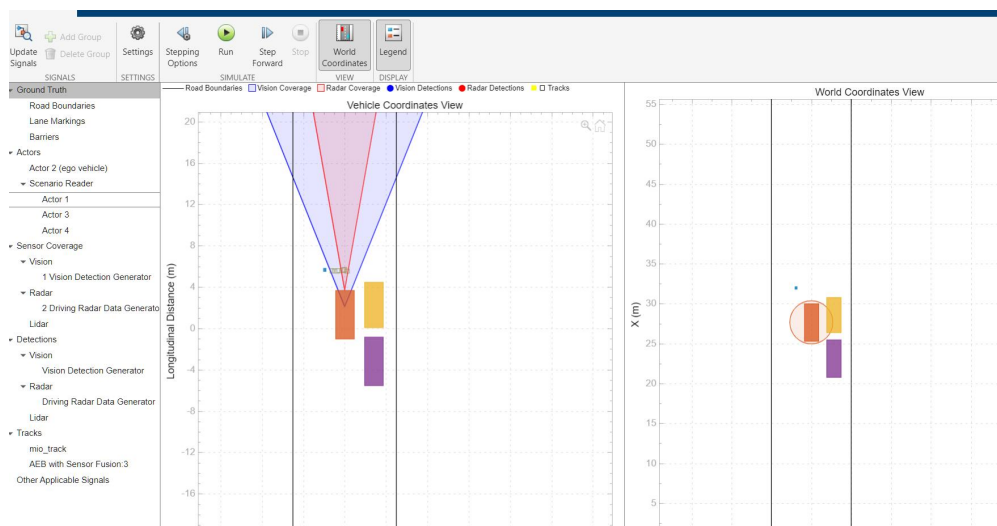 Update Signals
Add Group
Delete Group
Settings
Stepping Options
Run
Step Forward
Stop
World Coordinates
Legend
SIGNALS
SETTINGS
SIMULATE
VIEW
DISPLAY
Ground Truth
Road Boundaries
Lane Markings
Barriers
Actors
Actor 2 (ego vehicle)
Scenario Reader
Actor 1
Actor 3
Actor 4
Sensor Coverage
Vision
1 Vision Detection Generator
Radar
2 Driving Radar Data Generato
Lidar
Detections
Vision
Vision Detection Generator
Radar
Driving Radar Data Generator
Lidar
Tracks
mio_track
AEB with Sensor Fusion:3
Other Applicable Signals
Road Boundaries Vision Coverage Radar Coverage Vision Detections Radar Detections Tracks
Vehicle Coordinates View
Longitudinal Distance (m)
20
16
12
8
4
0
-4
-8
-12
-16
World Coordinates View
X (m)
55
50
45
40
35
30
25
20
15
10
5